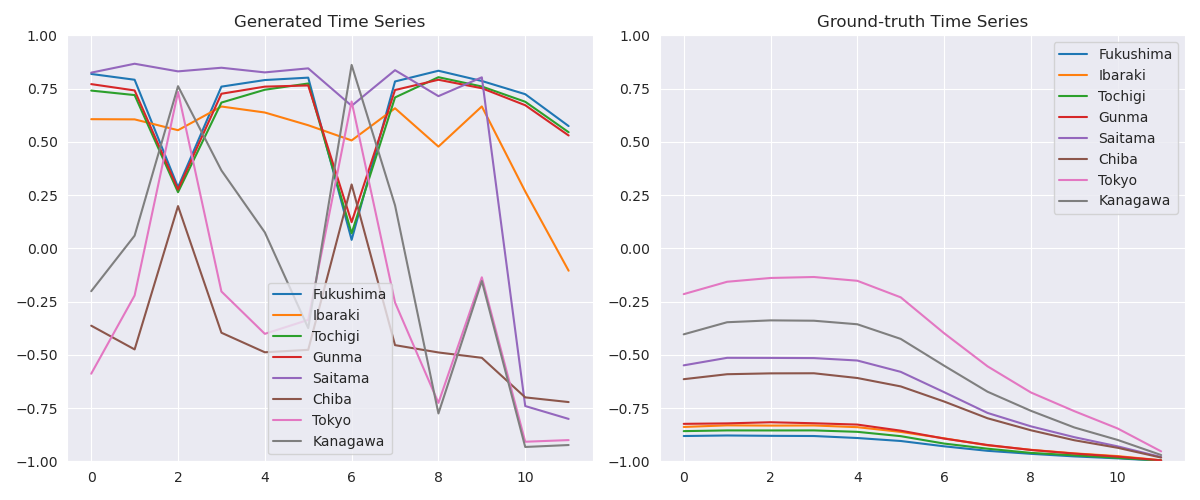 Generated Time Series
1.00
0.75
0.50
0.25
0.00
−0.25
−0.50
−0.75
−1.00
0 2 4 6 8 10
Fukushima
Ibaraki
Tochigi
Gunma
Saitama
Chiba
Tokyo
Kanagawa
Ground-truth Time Series
1.00
0.75
0.50
0.25
0.00
−0.25
−0.50
−0.75
−1.00
0 2 4 6 8 10
Fukushima
Ibaraki
Tochigi
Gunma
Saitama
Chiba
Tokyo
Kanagawa